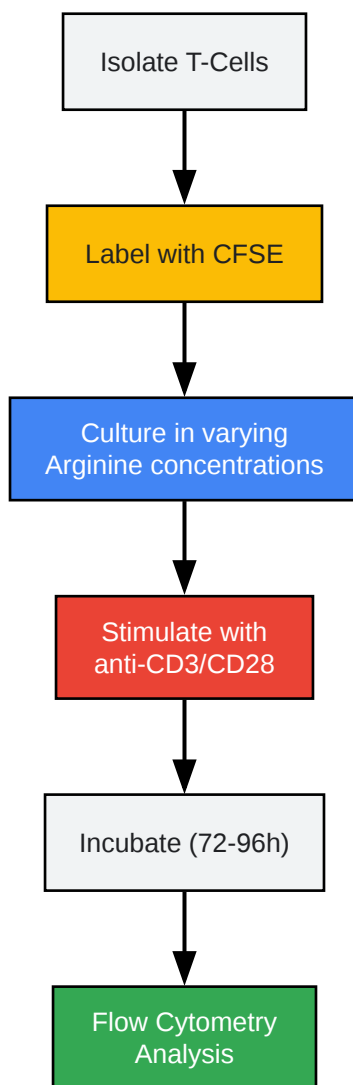 Isolate T-Cells
Label with CFSE
Culture in varying
Arginine concentrations
Stimulate with
anti-CD3/CD28
Incubate (72-96h)
Flow Cytometry
Analysis